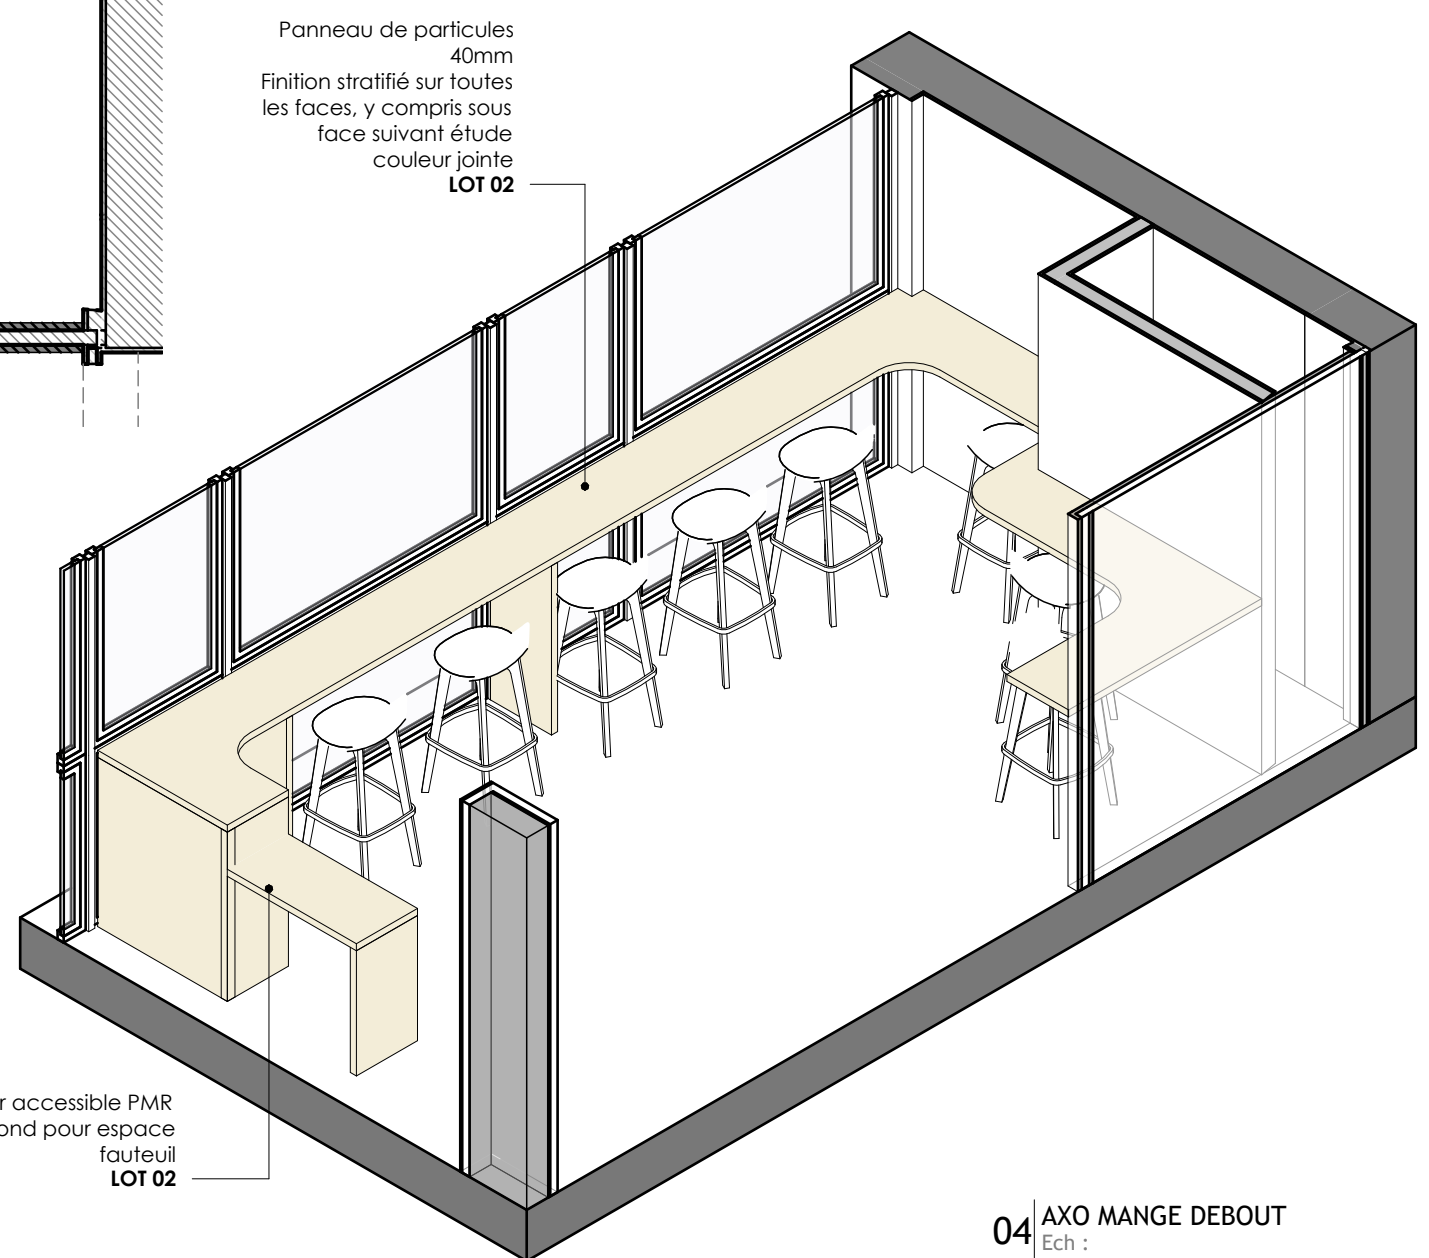 Panneau de particules
40mm
Finition stratifié sur toutes
les faces, y compris sous
face suivant étude
couleur jointe
LOT 02
accessible PMR
pour espace
fauteuil
LOT 02
04 AXO MANGE DEBOUT
Ech :